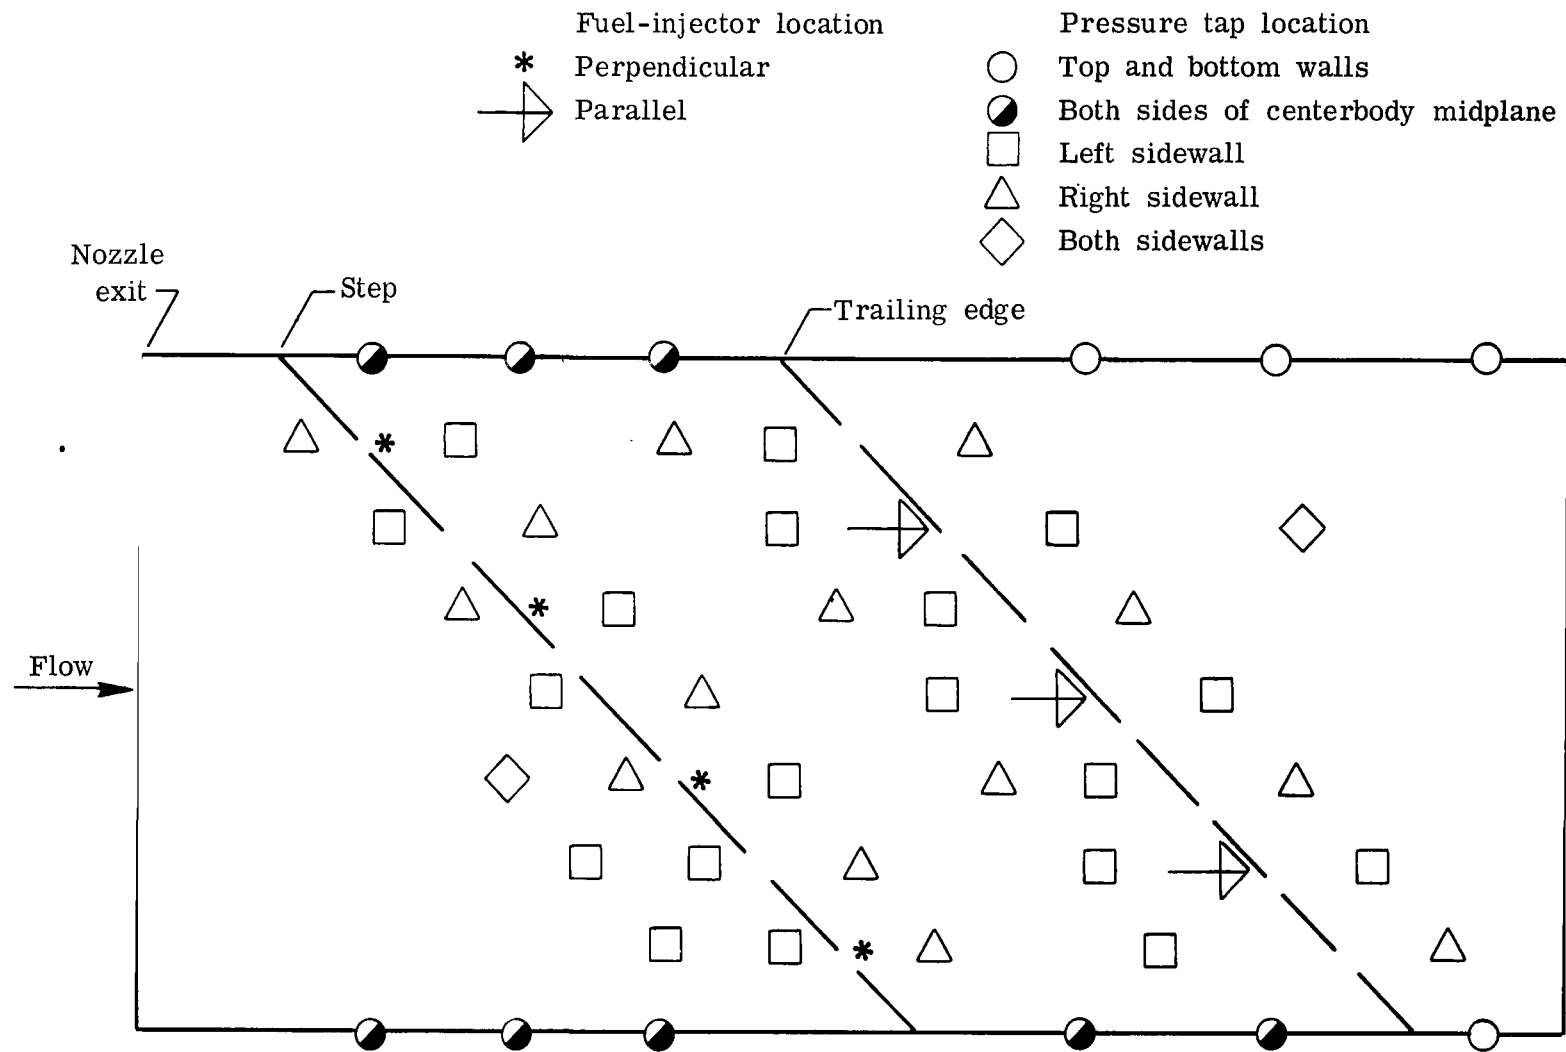 Fuel-injector location
* Perpendicular
Parallel
Pressure tap location
Top and bottom walls
Both sides of centerbody midplane
Left sidewall
Right sidewall
Both sidewalls
Nozzle
exit
Step
Trailing edge
Flow